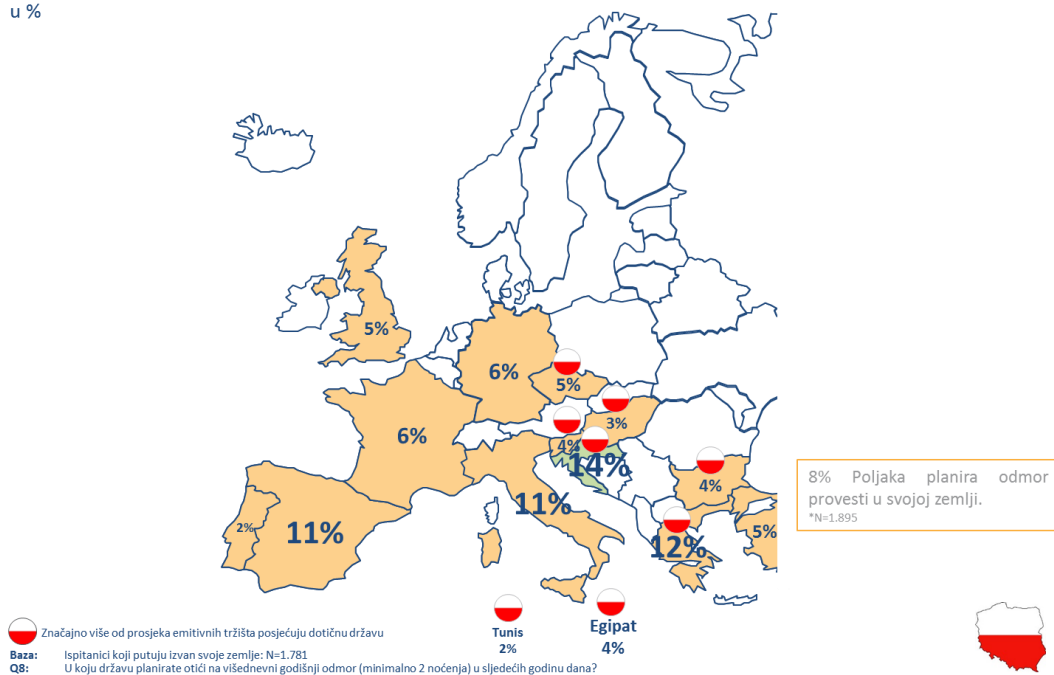 u %
5%
6%
5%
6%
3%
4%
14%
4%
11%
2%
11%
12%
5%
8% Poljaka planira odmor
provesti u svojoj zemlji.
*N=1.895
Tunis
2%
Egipat
4%
Značajno više od prosjeka emitivnih tržišta posjećuju dotičnu državu
Baza: Ispitanici koji putuju izvan svoje zemlje: N=1.781
Q8: U koju državu planirate otići na višednevni godišnji odmor (minimalno 2 noćenja) u sljedećih godinu dana?